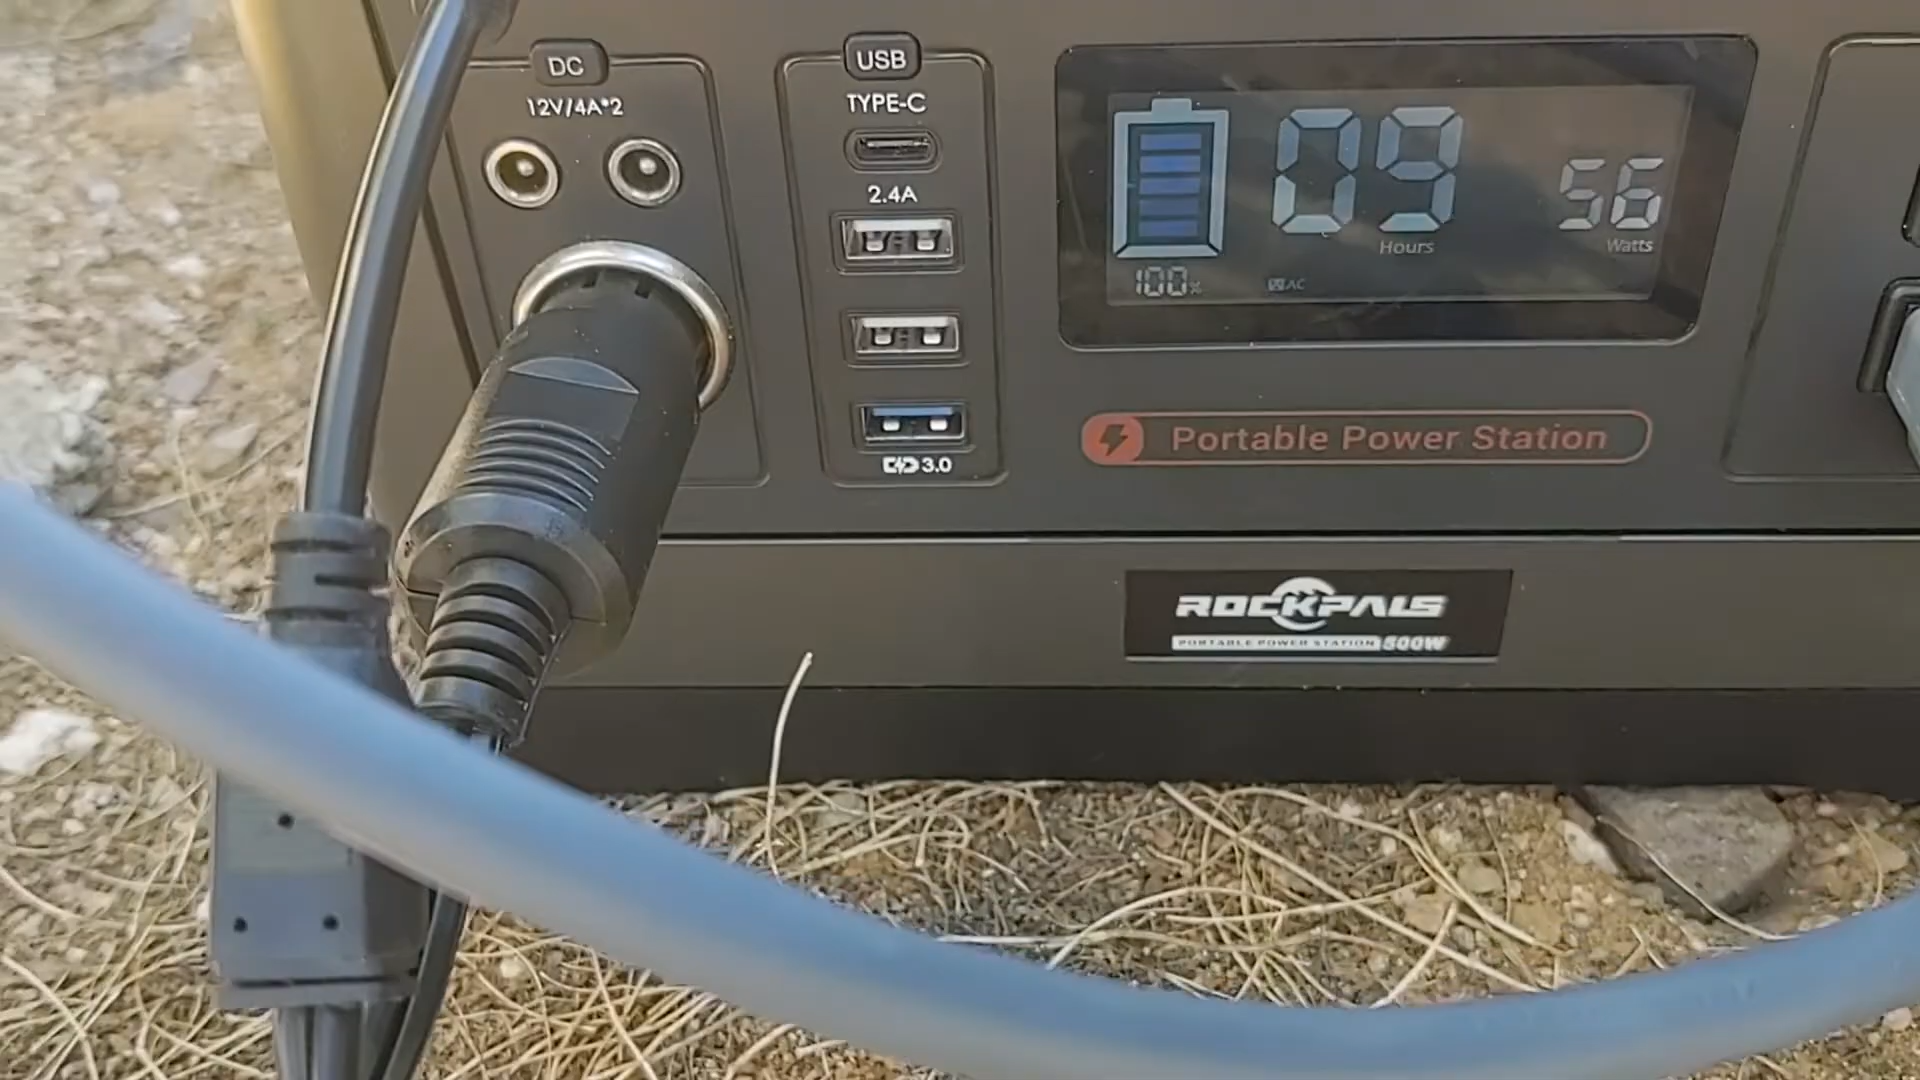 DC
12V/4A*2
USB
TYPE-C
2.4A
3.0
100%
09
Hours
56
Watts
AC
Portable Power Station
ROCKPALS
PORTABLE POWER STATION 500W